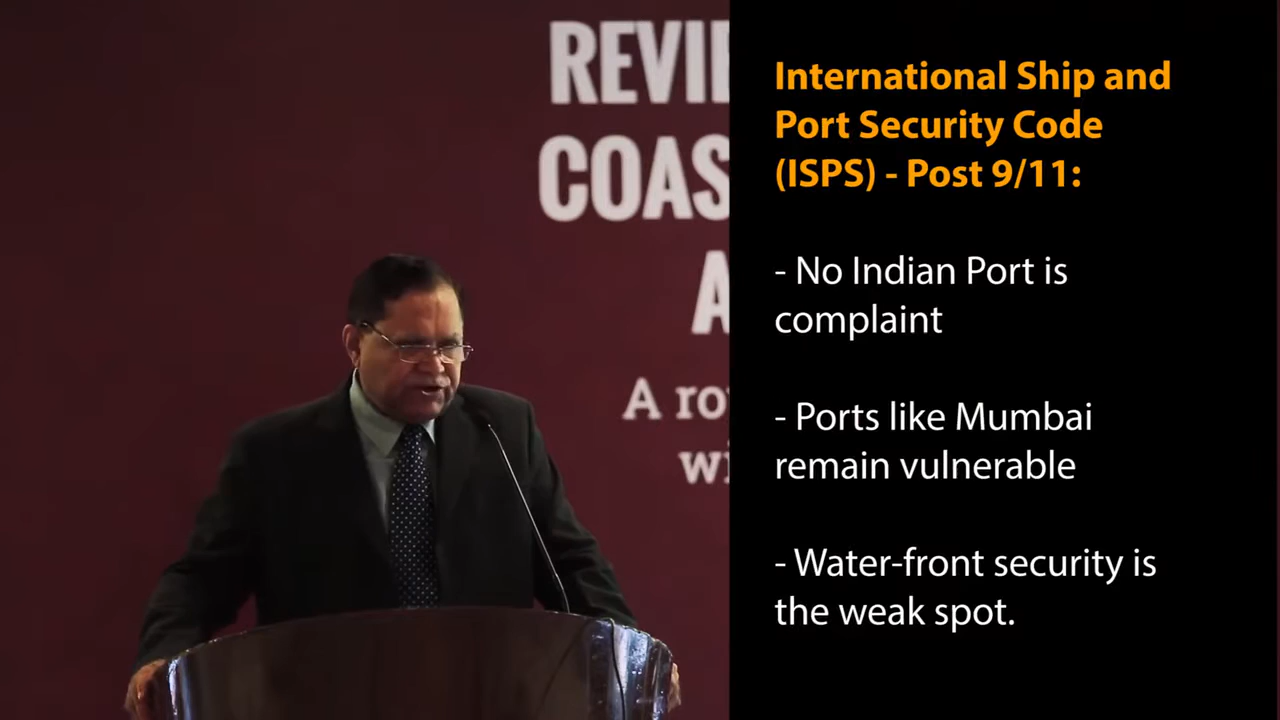 REVIE
COAS
A
A ro
wi
International Ship and
Port Security Code
(ISPS) - Post 9/11:
- No Indian Port is
complaint
- Ports like Mumbai
remain vulnerable
- Water-front security is
the weak spot.